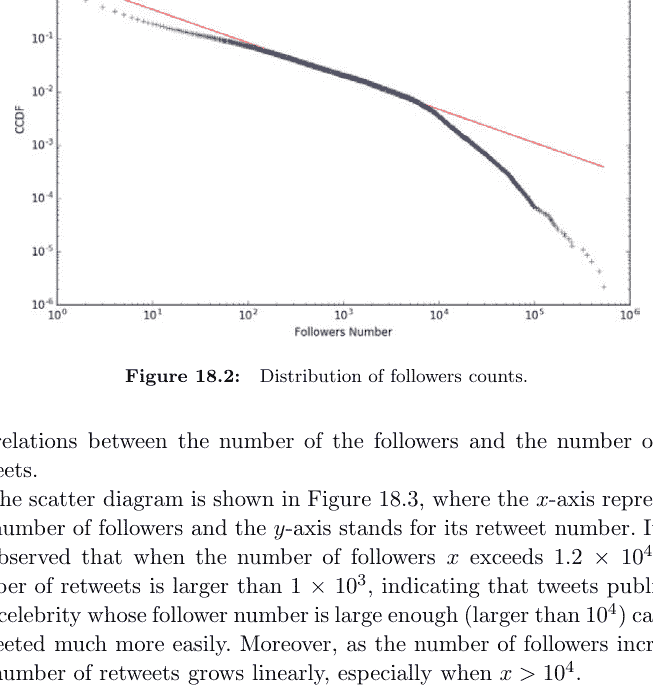 10⁻¹
10⁻²
10⁻³
10⁻⁴
10⁻⁵
10⁻⁶
CCDF
10⁰ 10¹ 10² 10³ 10⁴ 10⁵ 10⁶
Followers Number
Figure 18.2: Distribution of followers counts.
relations between the number of the followers and the number o
eets.
he scatter diagram is shown in Figure 18.3, where the x-axis repre
number of followers and the y-axis stands for its retweet number. I
bserved that when the number of followers x exceeds 1.2 × 10⁴
ber of retweets is larger than 1 × 10³, indicating that tweets publi
celebrity whose follower number is large enough (larger than 10⁴) ca
eeted much more easily. Moreover, as the number of followers incr
number of retweets grows linearly, especially when x > 10⁴.